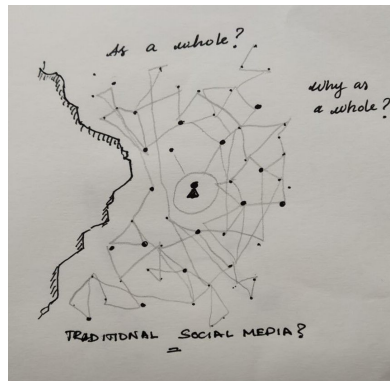 As a whole?
Why as
a whole?
TRADITIONAL SOCIAL MEDIA?